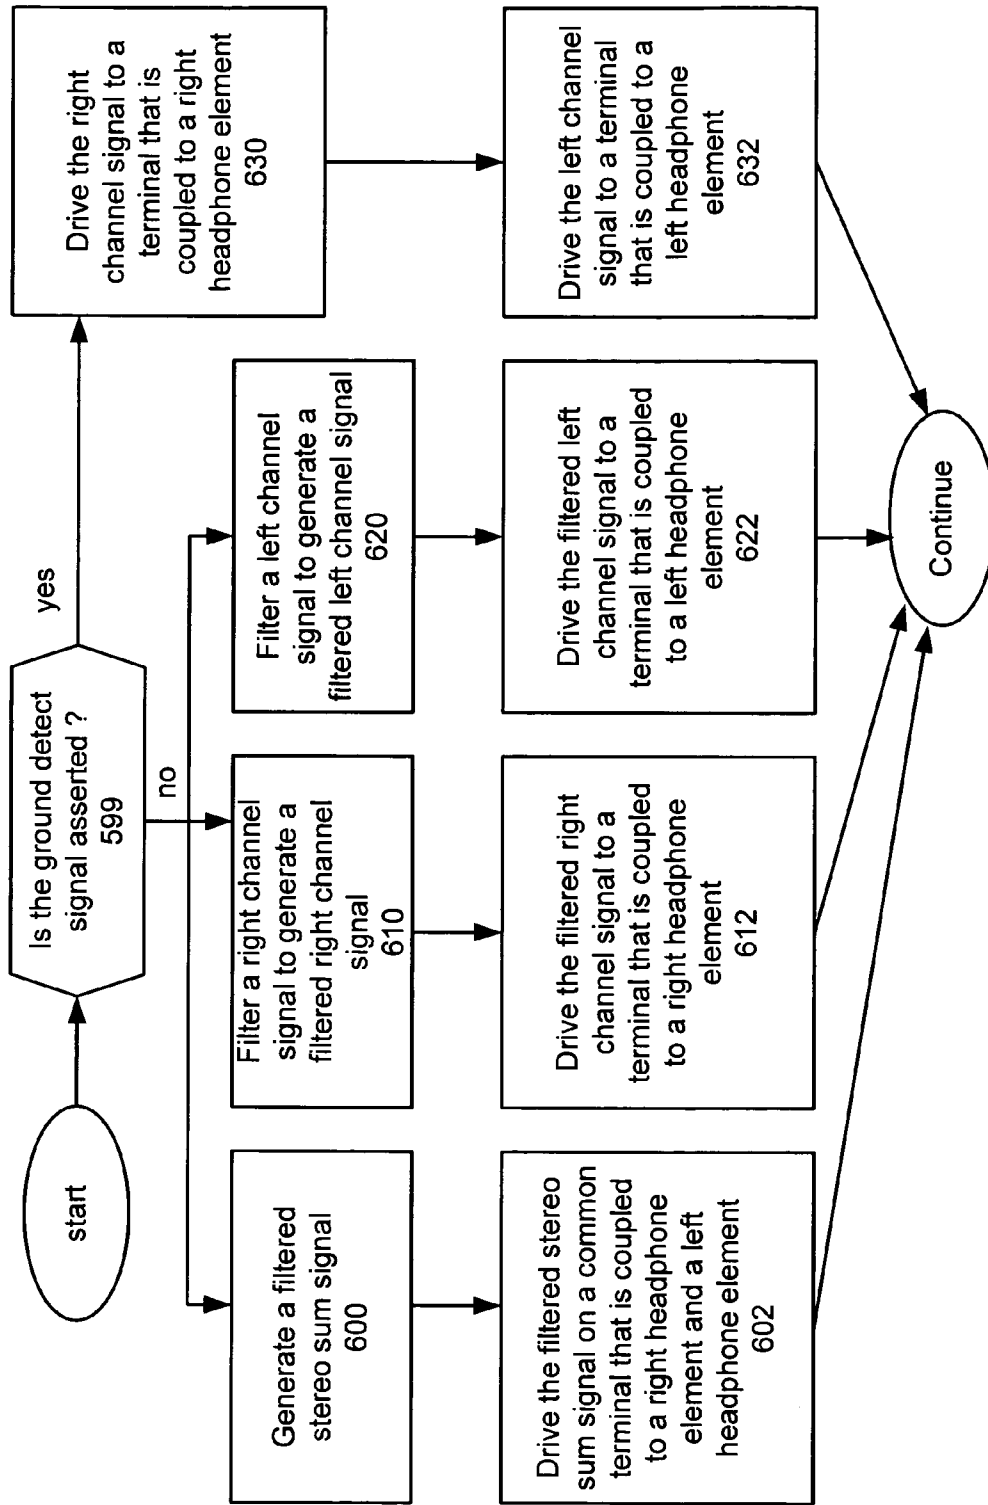 start
Is the ground detect
signal asserted ?
599
yes
no
Generate a filtered
stereo sum signal
600
Filter a right channel
signal to generate a
filtered right channel
signal
610
Filter a left channel
signal to generate a
filtered left channel signal
620
Drive the right
channel signal to a
terminal that is
coupled to a right
headphone element
630
Drive the filtered stereo
sum signal on a common
terminal that is coupled
to a right headphone
element and a left
headphone element
602
Drive the filtered right
channel signal to a
terminal that is coupled
to a right headphone
element
612
Drive the filtered left
channel signal to a
terminal that is coupled
to a left headphone
element
622
Drive the left channel
signal to a terminal
that is coupled to a
left headphone
element
632
Continue